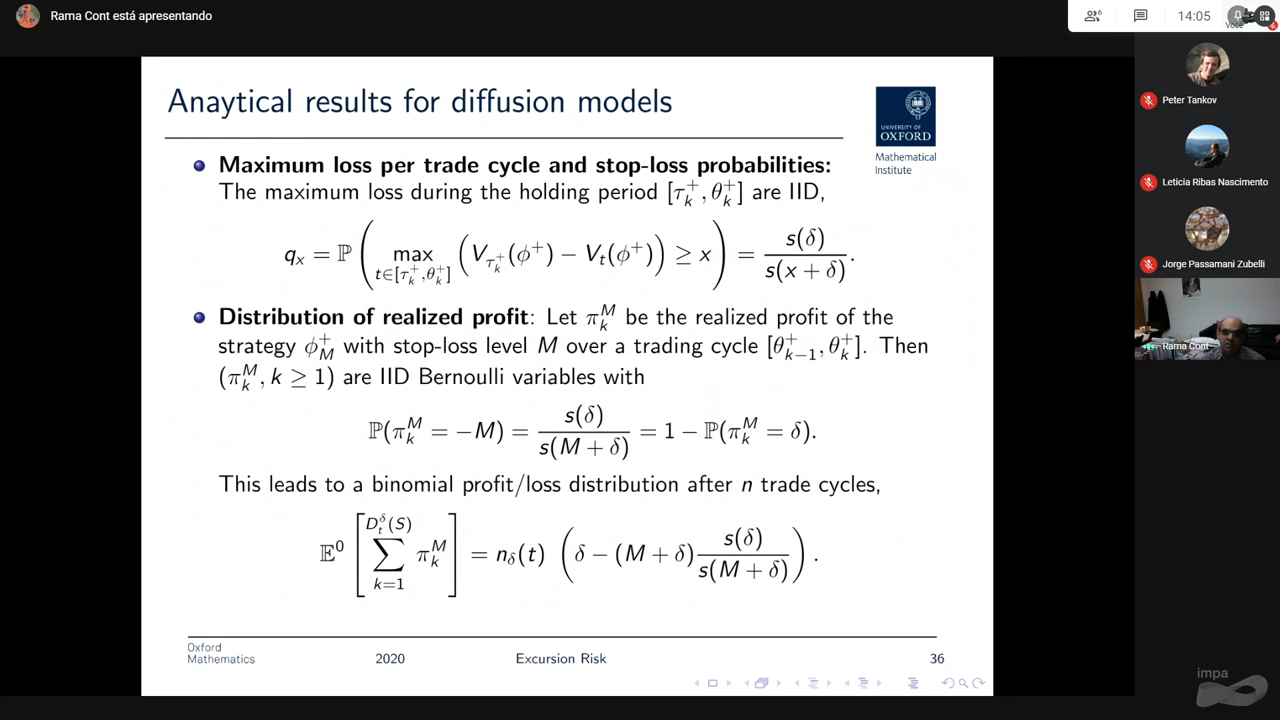 Rama Cont está apresentando
6
14:05
Anaytical results for diffusion models
UNIVERSITY OF
OXFORD
Mathematical
Institute
Maximum loss per trade cycle and stop-loss probabilities:
The maximum loss during the holding period [τ_k^+, θ_k^+] are IID,
q_x = ℙ ( max_{t∈[τ_k^+,θ_k^+]} ( V_{τ_k^+}(ϕ^+) − V_t(ϕ^+) ) ≥ x ) = s(δ) / s(x + δ) .
Distribution of realized profit: Let π_k^M be the realized profit of the
strategy ϕ_M^+ with stop-loss level M over a trading cycle [θ_{k−1}^+, θ_k^+]. Then
(π_k^M, k ≥ 1) are IID Bernoulli variables with
ℙ(π_k^M = −M) = s(δ) / s(M + δ) = 1 − ℙ(π_k^M = δ).
This leads to a binomial profit/loss distribution after n trade cycles,
𝔼^0 [ ∑_{k=1}^{D_t^δ(S)} π_k^M ] = n_δ(t) ( δ − (M + δ) s(δ) / s(M + δ) ) .
Oxford
Mathematics
2020
Excursion Risk
36
Você
Peter Tankov
Leticia Ribas Nascimento
Jorge Passamani Zubelli
Rama Cont
impa